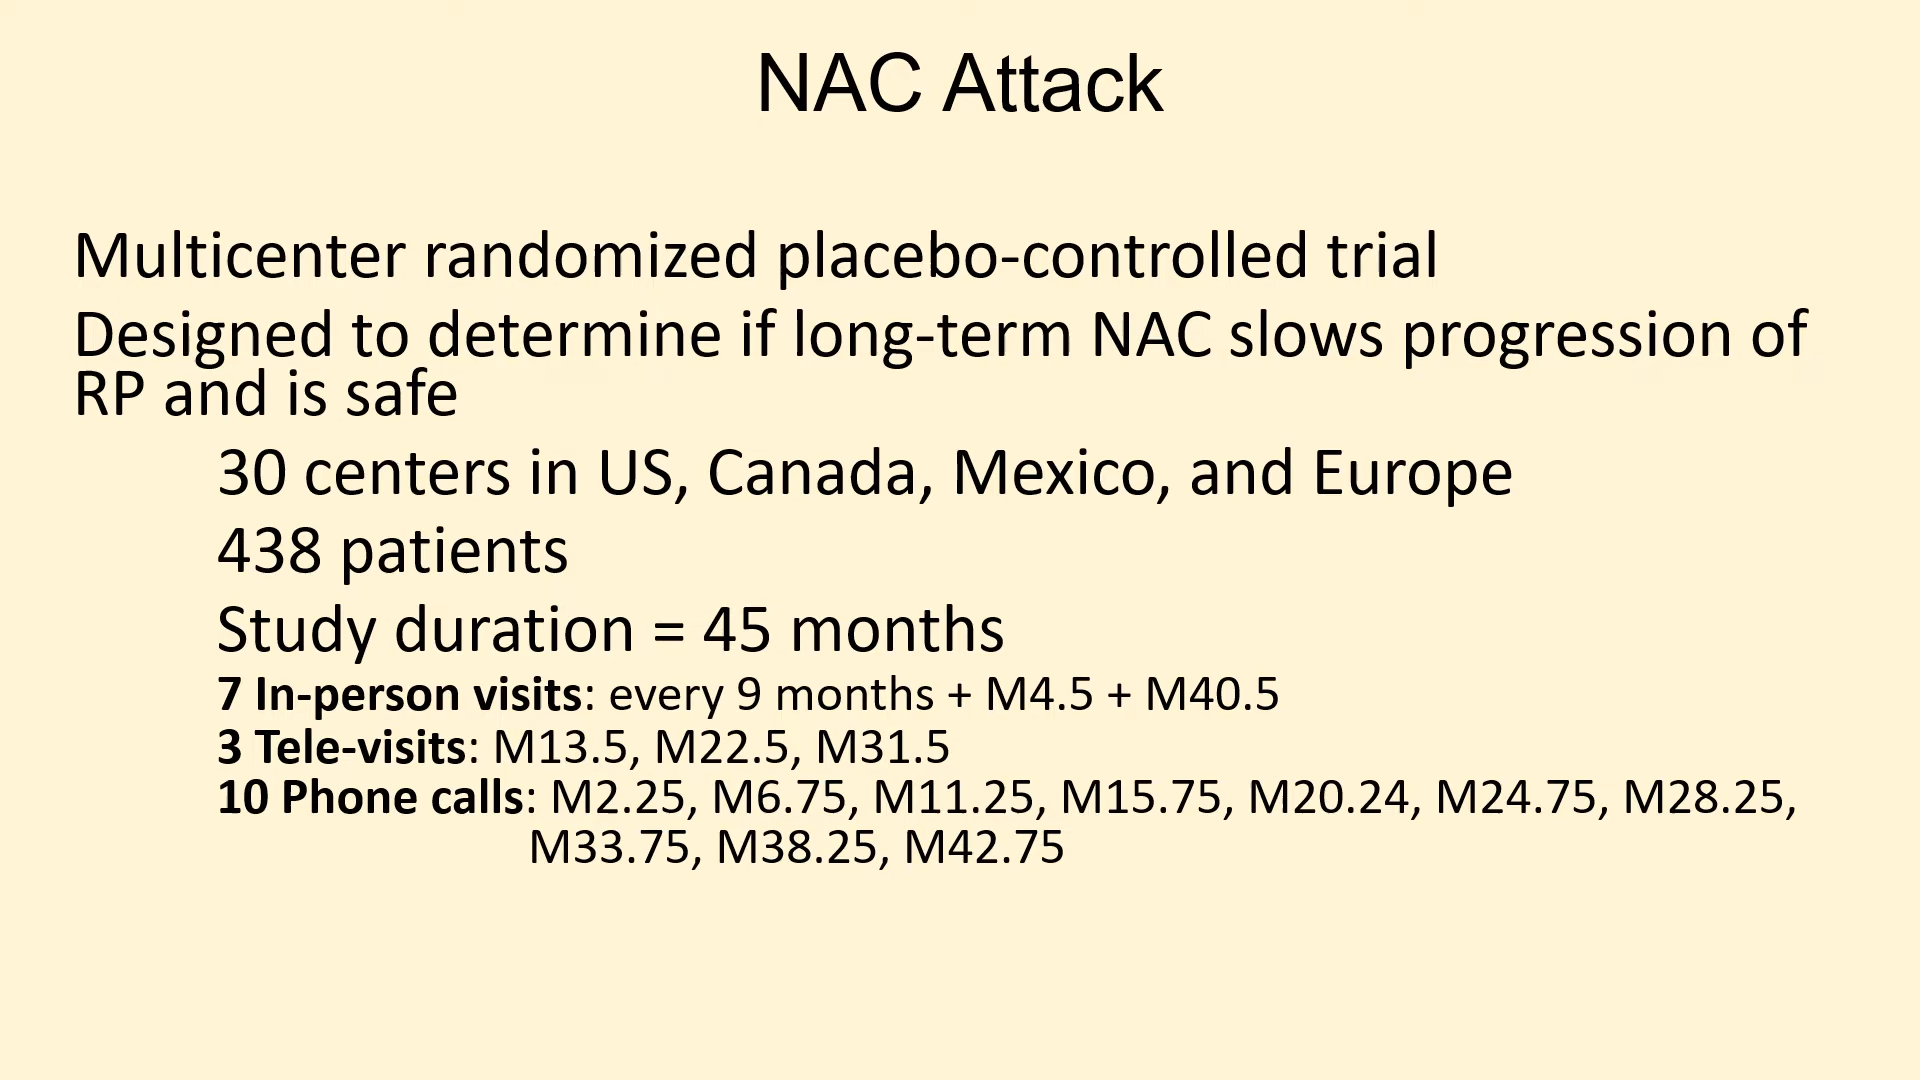 NAC Attack
Multicenter randomized placebo-controlled trial
Designed to determine if long-term NAC slows progression of
RP and is safe
30 centers in US, Canada, Mexico, and Europe
438 patients
Study duration = 45 months
7 In-person visits: every 9 months + M4.5 + M40.5
3 Tele-visits: M13.5, M22.5, M31.5
10 Phone calls: M2.25, M6.75, M11.25, M15.75, M20.24, M24.75, M28.25,
M33.75, M38.25, M42.75